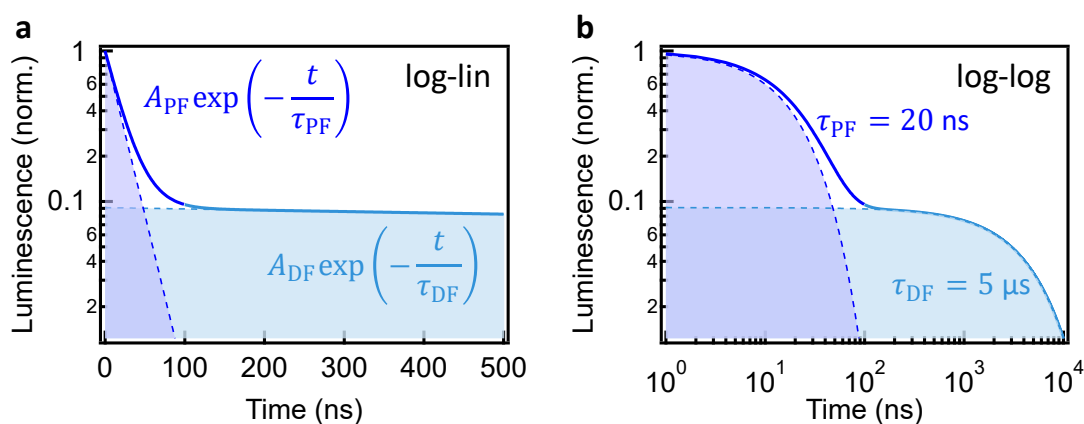 a
log-lin
A_PF exp(−t/τ_PF)
A_DF exp(−t/τ_DF)
Luminescence (norm.)
1
6
4
2
0.1
6
4
2
0 100 200 300 400 500
Time (ns)
b
log-log
τ_PF = 20 ns
τ_DF = 5 µs
Luminescence (norm.)
1
6
4
2
0.1
6
4
2
10^0 10^1 10^2 10^3 10^4
Time (ns)